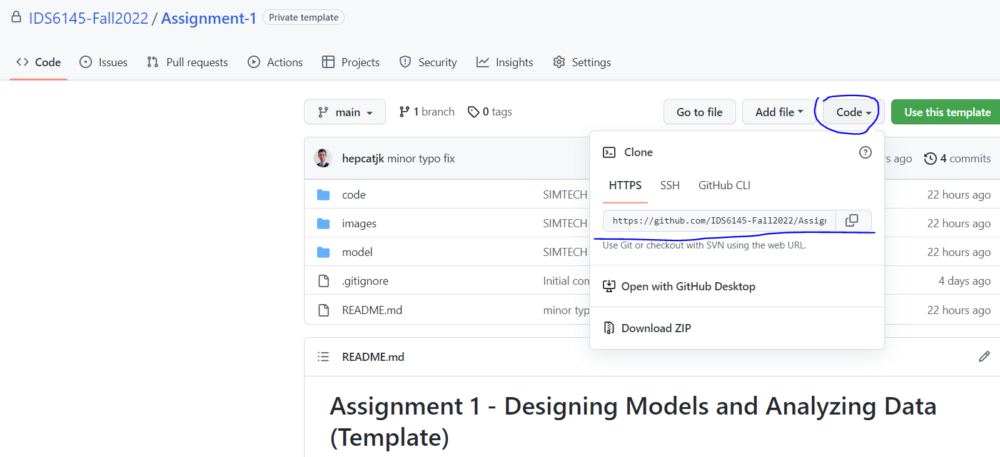 IDS6145-Fall2022 / Assignment-1 Private template
Code Issues Pull requests Actions Projects Security Insights Settings
main 1 branch 0 tags Go to file Add file Code Use this template
Clone
hepcatjk minor typo fix s ago 4 commits
HTTPS SSH GitHub CLI
code SIMTECH 22 hours ago
https://github.com/IDS6145-Fall2022/Assig
images SIMTECH 22 hours ago
Use Git or checkout with SVN using the web URL.
model SIMTECH 22 hours ago
.gitignore Initial com 4 days ago
Open with GitHub Desktop
README.md minor typ 22 hours ago
Download ZIP
README.md
Assignment 1 - Designing Models and Analyzing Data
(Template)